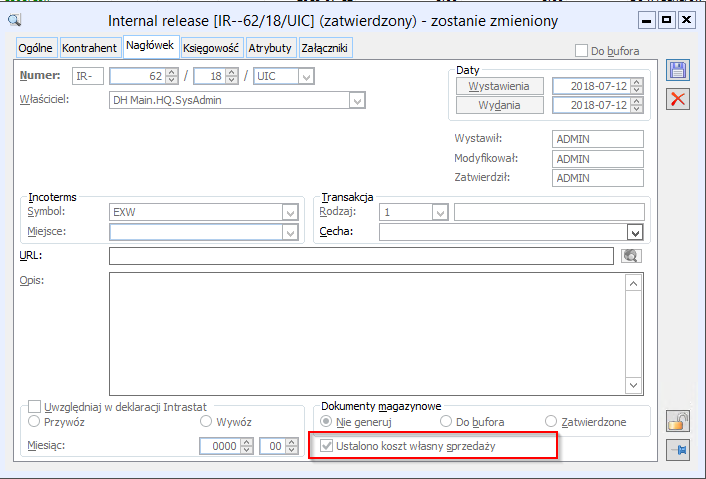 Internal release [IR--62/18/UIC] (zatwierdzony) - zostanie zmieniony
Ogólne Kontrahent Nagłówek Księgowość Atrybuty Załączniki
Do bufora
Numer: IR- 62 / 18 / UIC
Właściciel: DH Main.HQ.SysAdmin
Daty
Wystawienia 2018-07-12
Wydania 2018-07-12
Wystawił: ADMIN
Modyfikował: ADMIN
Zatwierdził: ADMIN
Incoterms
Symbol: EXW
Miejsce:
Transakcja
Rodzaj: 1
Cecha:
URL:
Opis:
Uwzględniaj w deklaracji Intrastat
Przywóz Wywóz
Miesiąc: 0000 00
Dokumenty magazynowe
Nie generuj Do bufora Zatwierdzone
Ustalono koszt własny sprzedaży